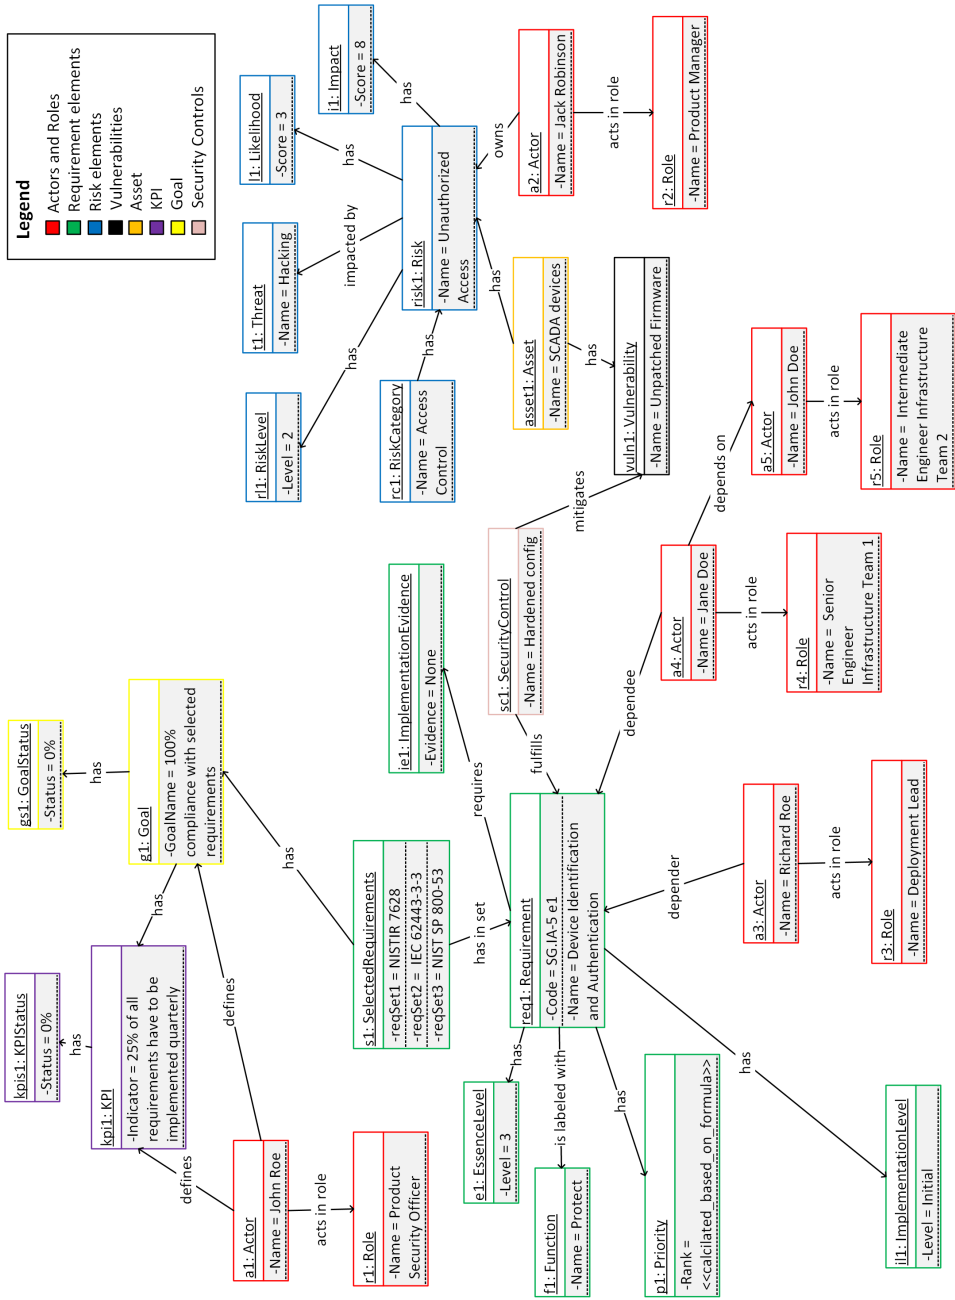 Legend
Actors and Roles
Requirement elements
Risk elements
Vulnerabilities
Asset
KPI
Goal
Security Controls
kpis1: KPIStatus
-Status = 0%
has
kpi1: KPI
-Indicator = 25% of all
requirements have to be
implemented quarterly
defines
a1: Actor
-Name = John Roe
acts in role
r1: Role
-Name = Product
Security Officer
defines
has
gs1: GoalStatus
-Status = 0%
has
g1: Goal
-GoalName = 100%
compliance with selected
requirements
has
s1: SelectedRequirements
-reqSet1 = NISTIR 7628
-reqSet2 = IEC 62443-3-3
-reqSet3 = NIST SP 800-53
has in set
req1: Requirement
-Code = SG.IA-5 e1
-Name = Device Identification
and Authentication
has
e1: EssenceLevel
-Level = 3
is labeled with
f1: Function
-Name = Protect
has
p1: Priority
-Rank =
<<calcilated_based_on_formula>>
has
il1: ImplementationLevel
-Level = Initial
requires
ie1: ImplementationEvidence
-Evidence = None
fulfills
sc1: SecurityControl
-Name = Hardened config
mitigates
depender
a3: Actor
-Name = Richard Roe
acts in role
r3: Role
-Name = Deployment Lead
dependee
a4: Actor
-Name = Jane Doe
acts in role
r4: Role
-Name = Senior
Engineer
Infrastructure Team 1
depends on
a5: Actor
-Name = John Doe
acts in role
r5: Role
-Name = Intermediate
Engineer Infrastructure
Team 2
rl1: RiskLevel
-Level = 2
has
t1: Threat
-Name = Hacking
impacted by
l1: Likelihood
-Score = 3
has
i1: Impact
-Score = 8
has
rc1: RiskCategory
-Name = Access
Control
has
risk1: Risk
-Name = Unauthorized
Access
has
asset1: Asset
-Name = SCADA devices
has
vuln1: Vulnerability
-Name = Unpatched Firmware
owns
a2: Actor
-Name = Jack Robinson
acts in role
r2: Role
-Name = Product Manager